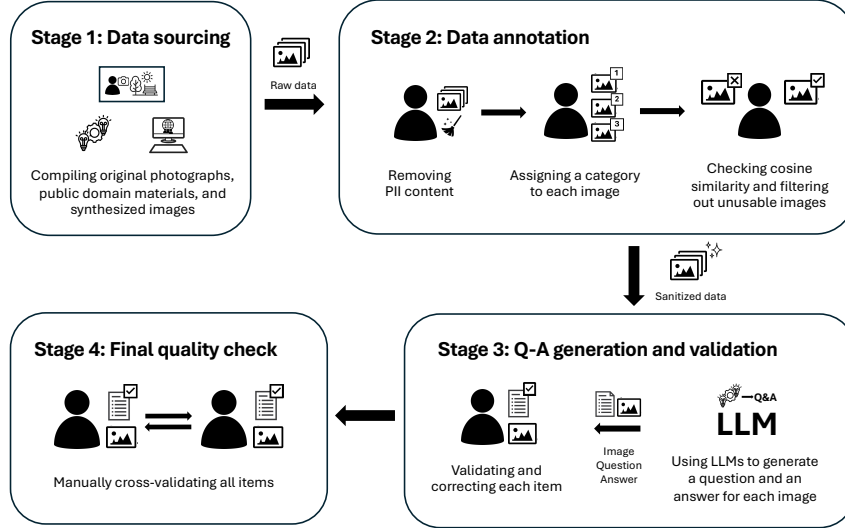 Stage 1: Data sourcing
Compiling original photographs,
public domain materials, and
synthesized images
Raw data
Stage 2: Data annotation
1
2
3
Removing
PII content
Assigning a category
to each image
Checking cosine
similarity and filtering
out unusable images
Sanitized data
Stage 3: Q-A generation and validation
Q&A
LLM
Using LLMs to generate
a question and an
answer for each image
Image
Question
Answer
Validating and
correcting each item
Stage 4: Final quality check
Manually cross-validating all items